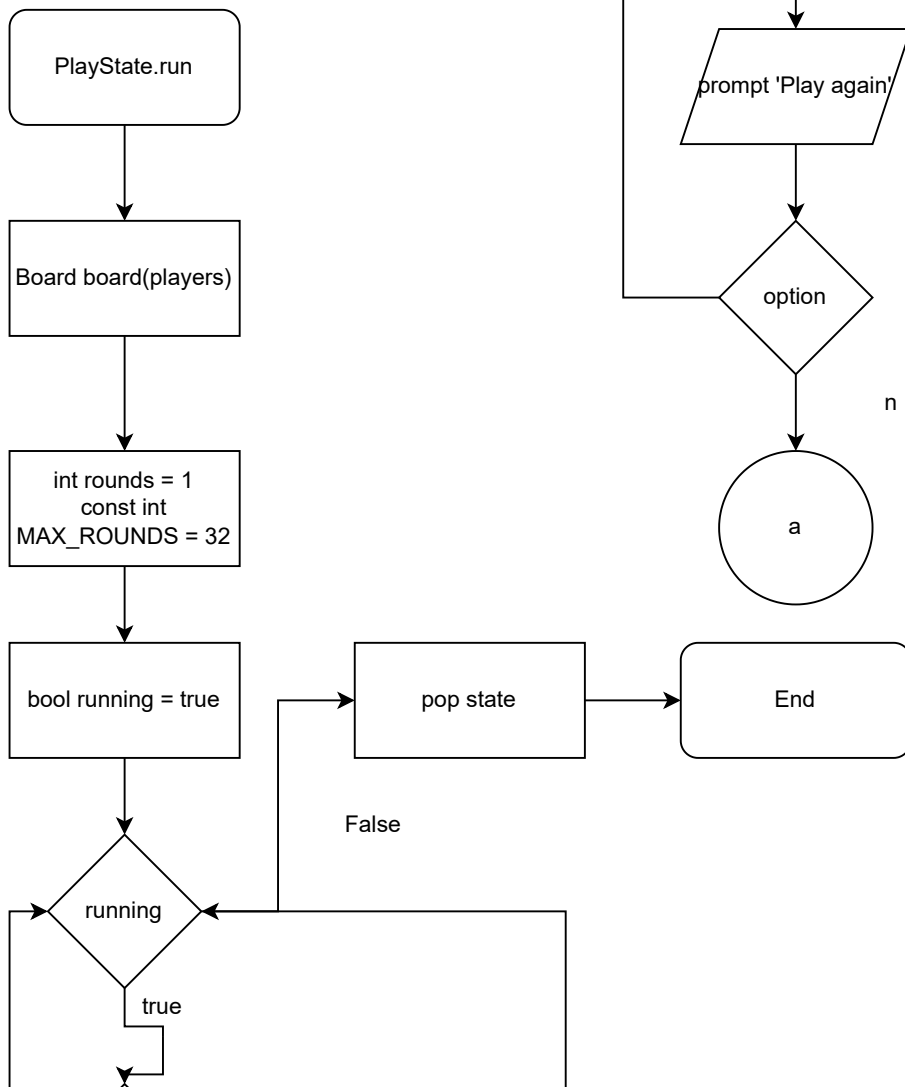 PlayState.run
Board board(players)
int rounds = 1
const int
MAX_ROUNDS = 32
bool running = true
running
true
False
pop state
End
prompt 'Play again'
option
n
a